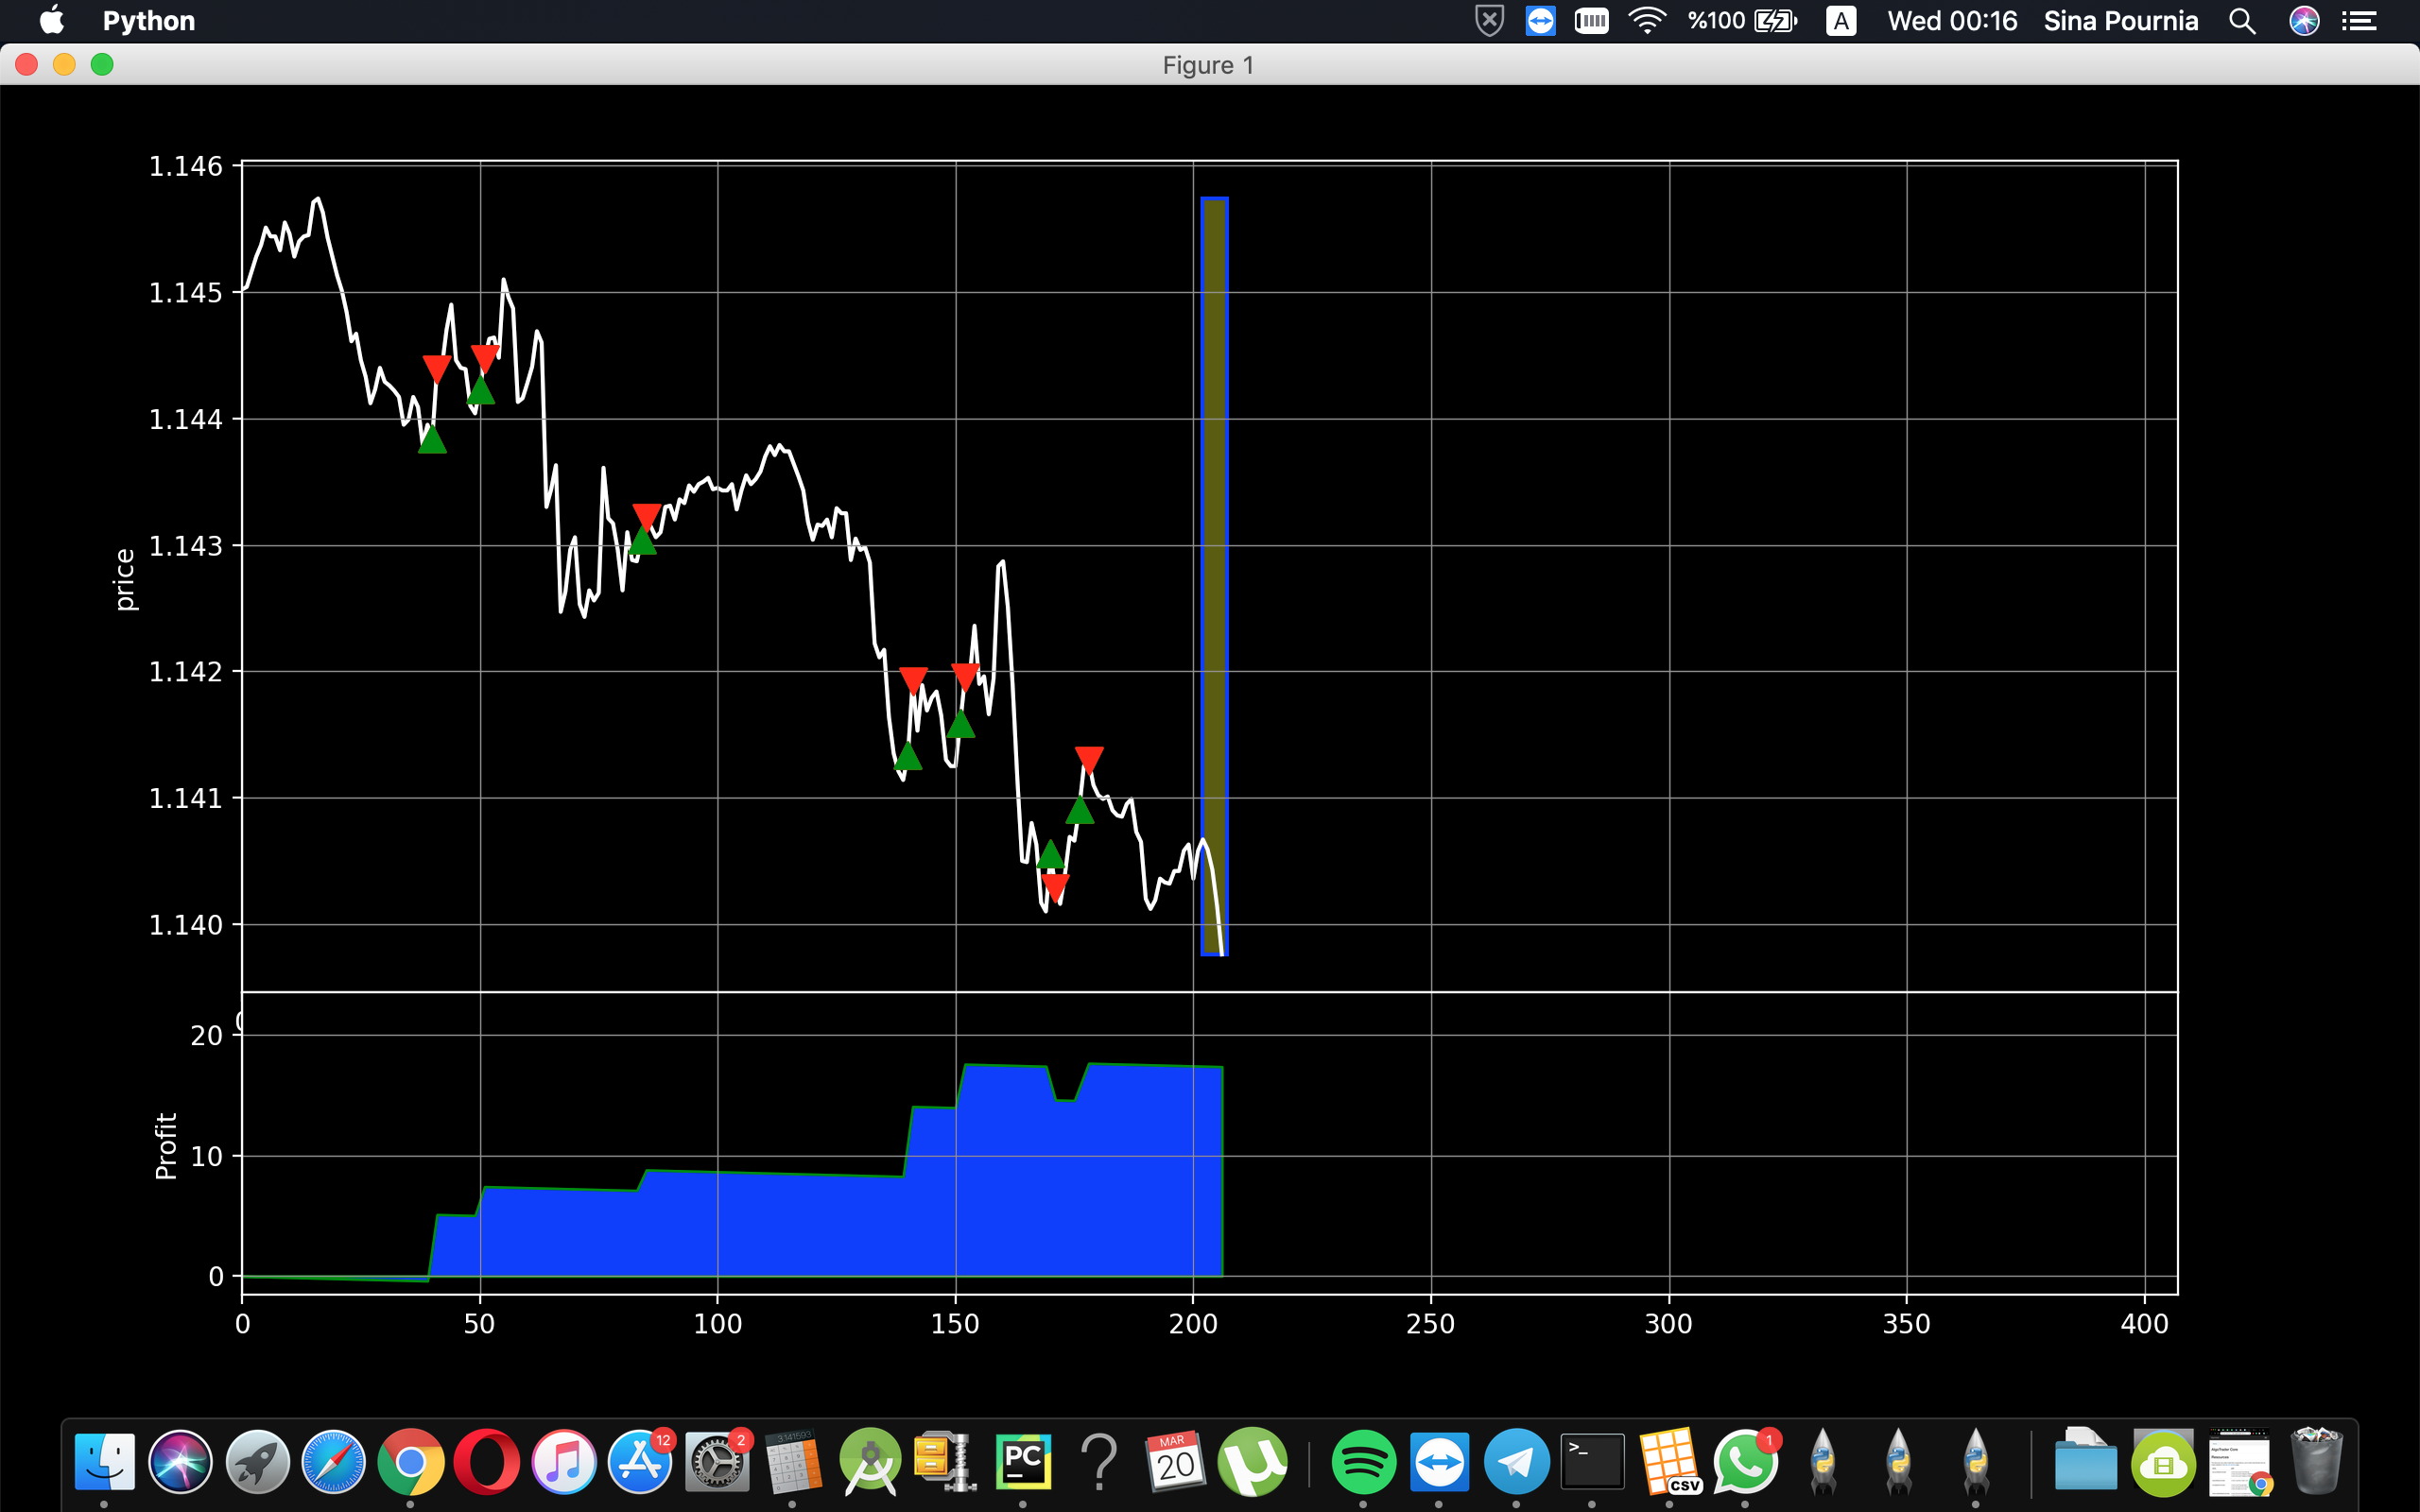 Python
%100
A
Wed 00:16
Sina Pournia
Figure 1
1.146
1.145
1.144
1.143
1.142
1.141
1.140
price
20
10
0
Profit
0 50 100 150 200 250 300 350 400
12
2
3.141593
PC
?
MAR
20
>_
CSV
1